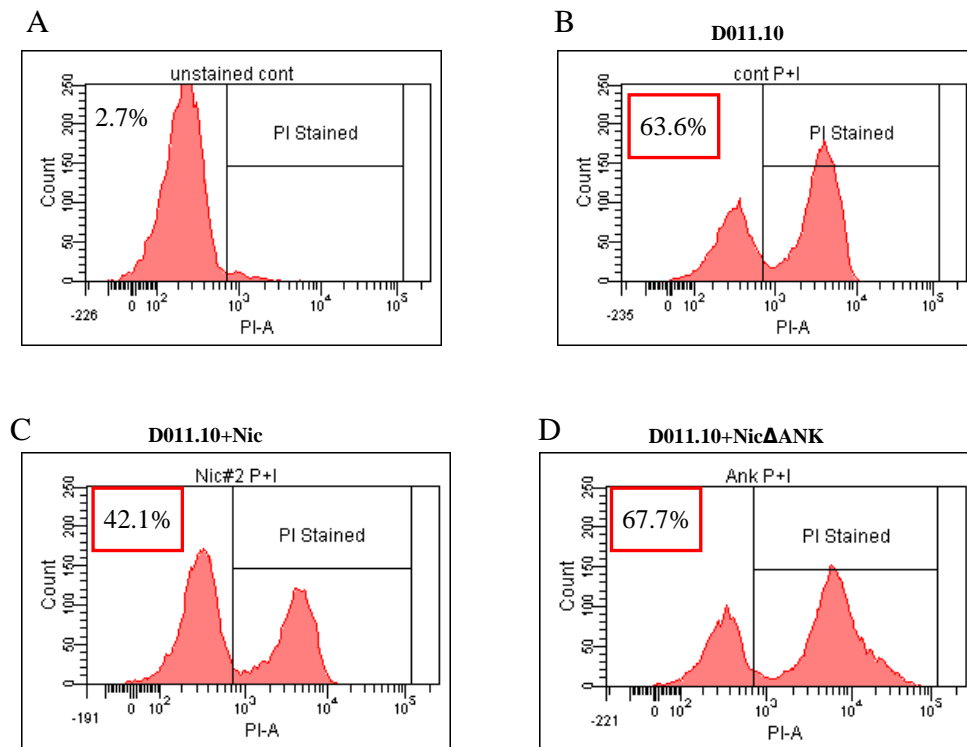 A
unstained cont
2.7%
PI Stained
Count
250
200
150
100
50
0
-226
0 10² 10³ 10⁴ 10⁵
PI-A
B
D011.10
cont P+I
63.6%
PI Stained
Count
250
200
150
100
50
0
-235
0 10² 10³ 10⁴ 10⁵
PI-A
C
D011.10+Nic
Nic#2 P+I
42.1%
PI Stained
Count
250
200
150
100
50
0
-191
0 10² 10³ 10⁴ 10⁵
PI-A
D
D011.10+NicΔANK
Ank P+I
67.7%
PI Stained
Count
250
200
150
100
50
0
-221
0 10² 10³ 10⁴ 10⁵
PI-A